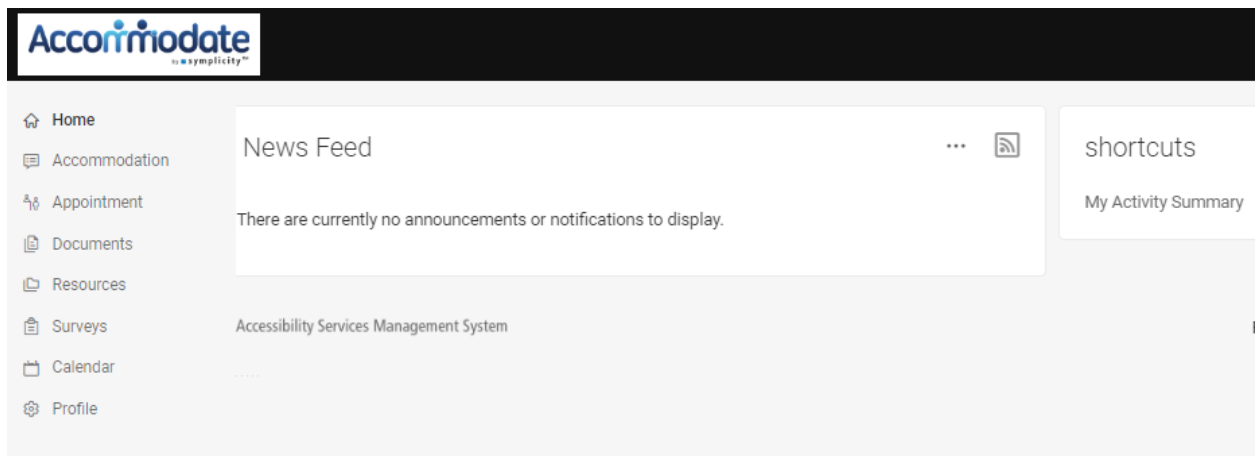 Accommodate
by symplicity
Home
Accommodation
Appointment
Documents
Resources
Surveys
Calendar
Profile
News Feed
There are currently no announcements or notifications to display.
shortcuts
My Activity Summary
Accessibility Services Management System